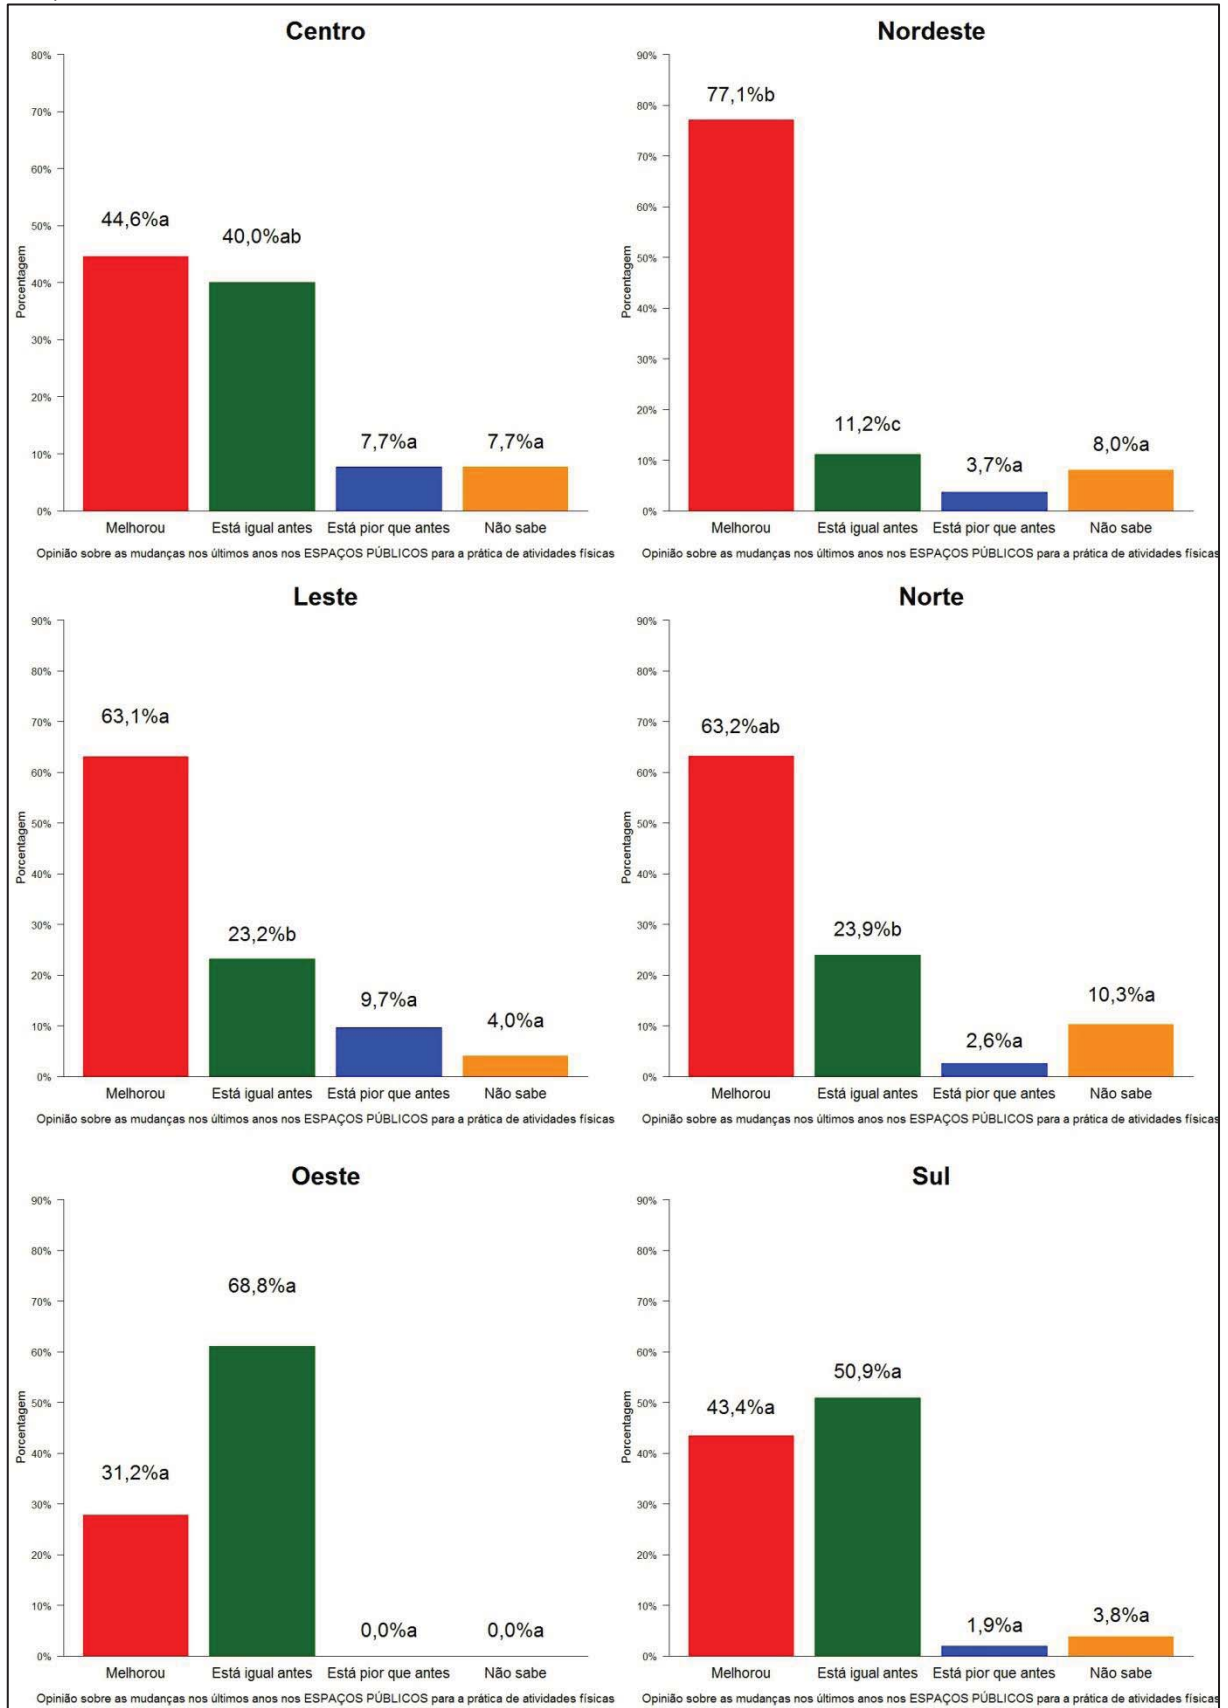 Centro
80%
70%
60%
50%
40%
30%
20%
10%
0%
Porcentagem
44,6%a
40,0%ab
7,7%a
7,7%a
Melhorou
Está igual antes
Está pior que antes
Não sabe
Opinião sobre as mudanças nos últimos anos nos ESPAÇOS PÚBLICOS para a prática de atividades físicas
Nordeste
90%
80%
70%
60%
50%
40%
30%
20%
10%
0%
Porcentagem
77,1%b
11,2%c
3,7%a
8,0%a
Melhorou
Está igual antes
Está pior que antes
Não sabe
Opinião sobre as mudanças nos últimos anos nos ESPAÇOS PÚBLICOS para a prática de atividades físicas
Leste
90%
80%
70%
60%
50%
40%
30%
20%
10%
0%
Porcentagem
63,1%a
23,2%b
9,7%a
4,0%a
Melhorou
Está igual antes
Está pior que antes
Não sabe
Opinião sobre as mudanças nos últimos anos nos ESPAÇOS PÚBLICOS para a prática de atividades físicas
Norte
90%
80%
70%
60%
50%
40%
30%
20%
10%
0%
Porcentagem
63,2%ab
23,9%b
2,6%a
10,3%a
Melhorou
Está igual antes
Está pior que antes
Não sabe
Opinião sobre as mudanças nos últimos anos nos ESPAÇOS PÚBLICOS para a prática de atividades físicas
Oeste
90%
80%
70%
60%
50%
40%
30%
20%
10%
0%
Porcentagem
31,2%a
68,8%a
0,0%a
0,0%a
Melhorou
Está igual antes
Está pior que antes
Não sabe
Opinião sobre as mudanças nos últimos anos nos ESPAÇOS PÚBLICOS para a prática de atividades físicas
Sul
90%
80%
70%
60%
50%
40%
30%
20%
10%
0%
Porcentagem
43,4%a
50,9%a
1,9%a
3,8%a
Melhorou
Está igual antes
Está pior que antes
Não sabe
Opinião sobre as mudanças nos últimos anos nos ESPAÇOS PÚBLICOS para a prática de atividades físicas